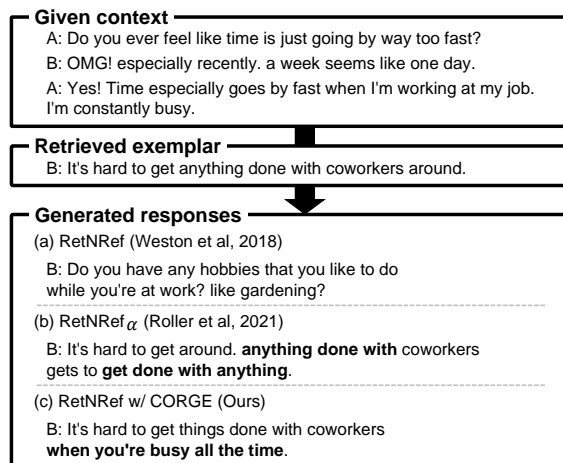 Given context
A: Do you ever feel like time is just going by way too fast?
B: OMG! especially recently. a week seems like one day.
A: Yes! Time especially goes by fast when I'm working at my job.
I'm constantly busy.
Retrieved exemplar
B: It's hard to get anything done with coworkers around.
Generated responses
(a) RetNRef (Weston et al, 2018)
B: Do you have any hobbies that you like to do
while you're at work? like gardening?
(b) RetNRef α (Roller et al, 2021)
B: It's hard to get around. anything done with coworkers
gets to get done with anything.
(c) RetNRef w/ CORGE (Ours)
B: It's hard to get things done with coworkers
when you're busy all the time.